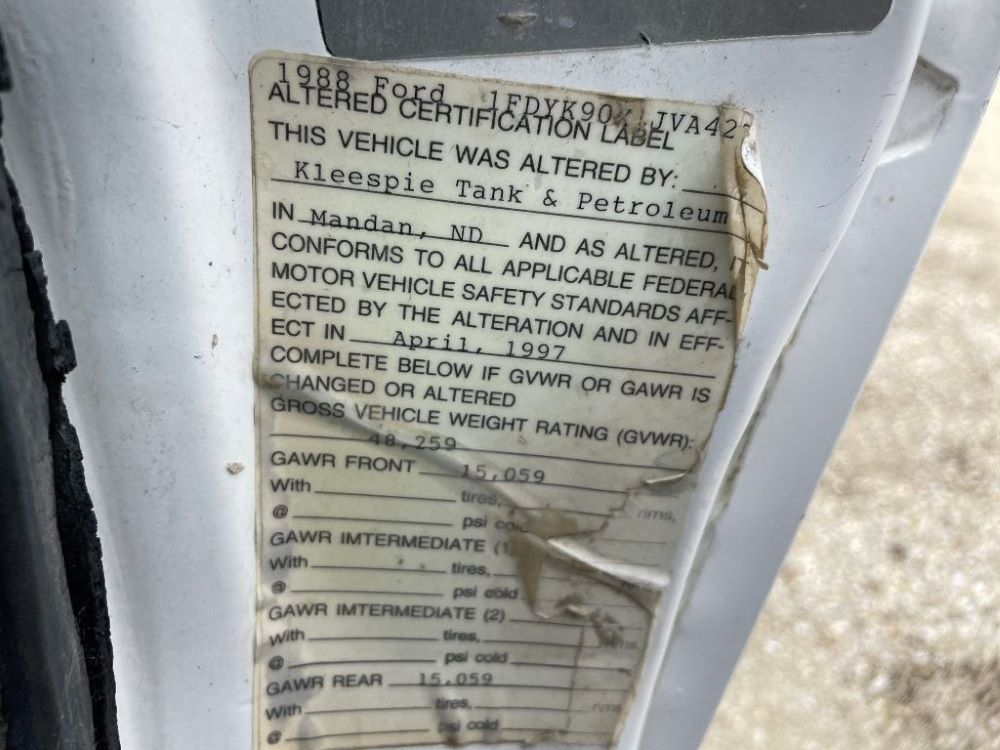 1988 Ford 1FDYK90X JVA427
ALTERED CERTIFICATION LABEL
THIS VEHICLE WAS ALTERED BY:
Kleespie Tank & Petroleum
IN Mandan, ND AND AS ALTERED,
CONFORMS TO ALL APPLICABLE FEDERAL
MOTOR VEHICLE SAFETY STANDARDS AFF-
ECTED BY THE ALTERATION AND IN EFF-
ECT IN April, 1997
COMPLETE BELOW IF GVWR OR GAWR IS
CHANGED OR ALTERED
GROSS VEHICLE WEIGHT RATING (GVWR):
48,259
GAWR FRONT 15,059
With tires, rims,
@ psi cold
GAWR IMTERMEDIATE (1)
With tires, rims
@ psi cold
GAWR IMTERMEDIATE (2)
With tires, rims
@ psi cold
GAWR REAR 15,059
With tires, rims
@ psi cold